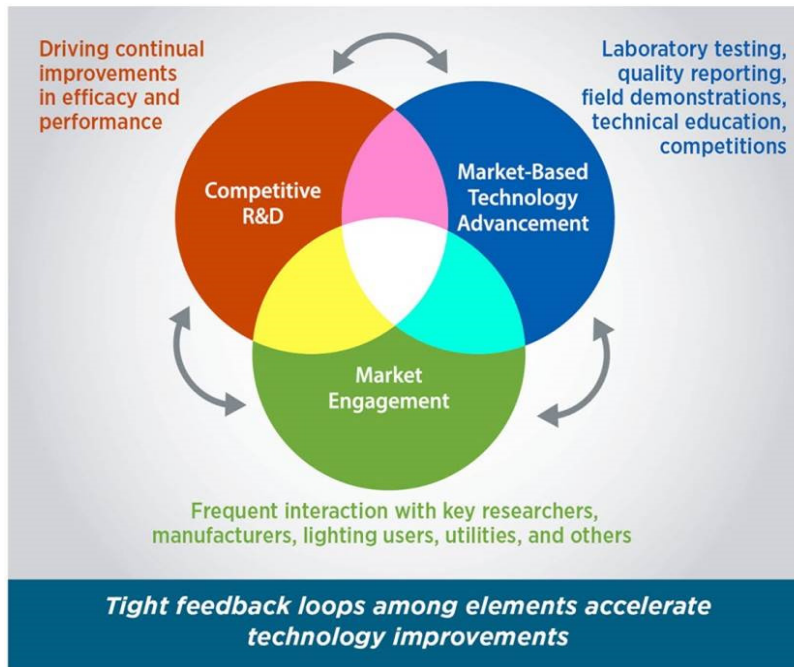 Driving continual
improvements
in efficacy and
performance
Laboratory testing,
quality reporting,
field demonstrations,
technical education,
competitions
Competitive
R&D
Market-Based
Technology
Advancement
Market
Engagement
Frequent interaction with key researchers,
manufacturers, lighting users, utilities, and others
Tight feedback loops among elements accelerate
technology improvements